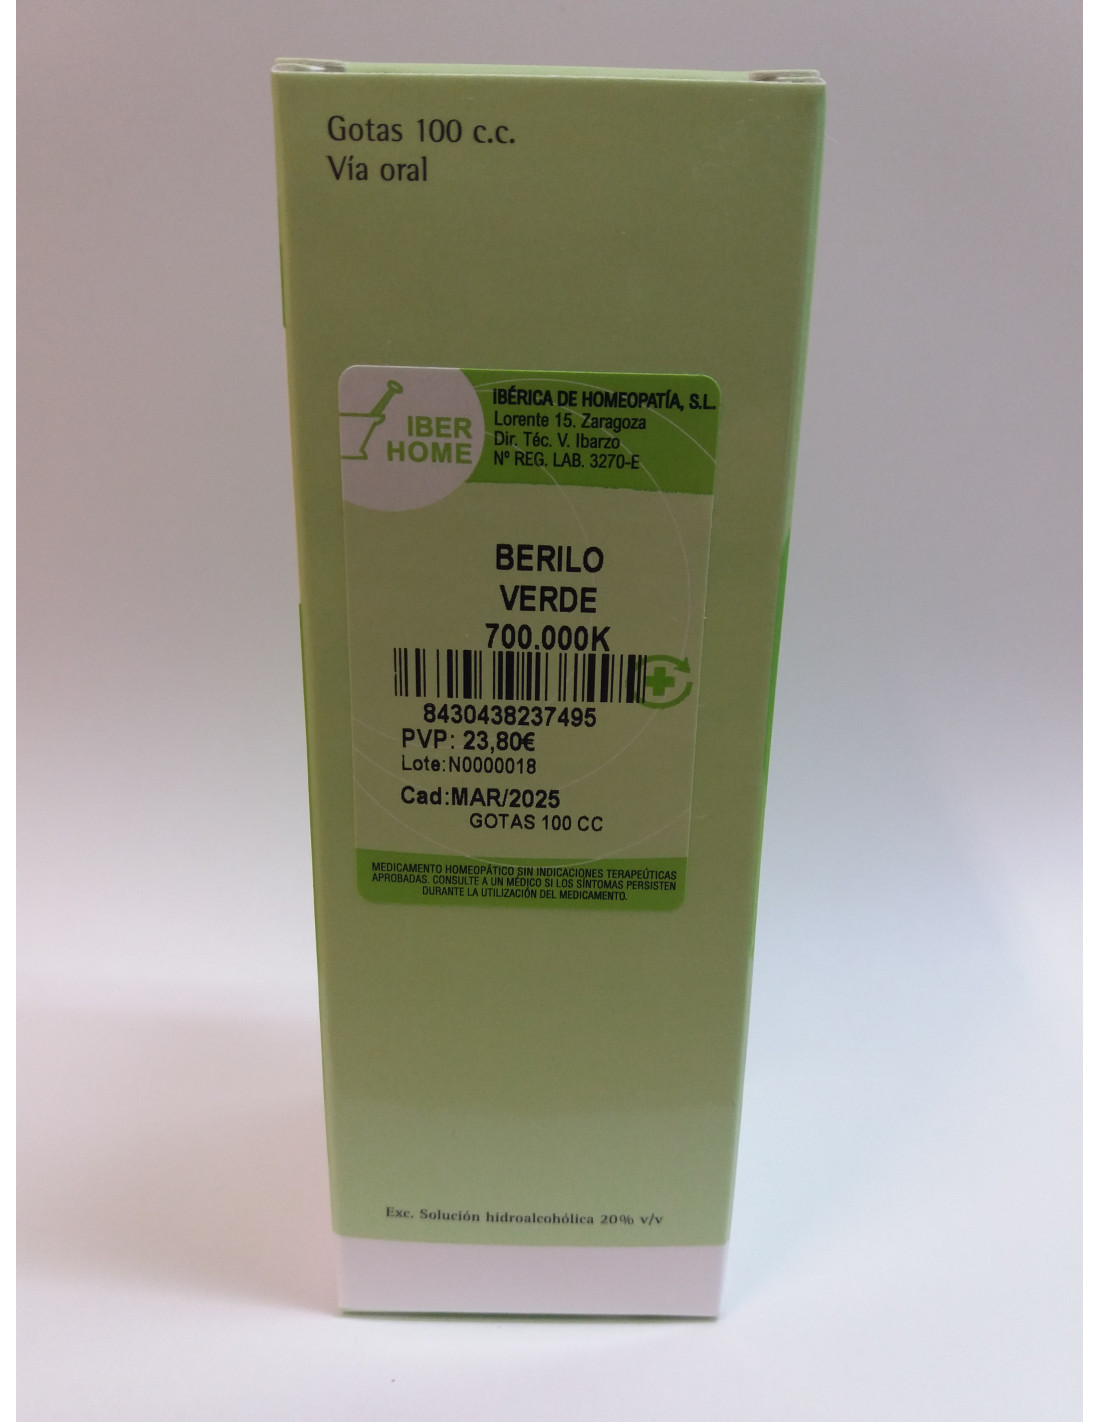 Gotas 100 c.c.
Vía oral
IBER
HOME
IBÉRICA DE HOMEOPATÍA, S.L.
Lorente 15. Zaragoza
Dir. Téc. V. Ibarzo
Nº REG. LAB. 3270-E
BERILO
VERDE
700.000K
8430438237495
PVP: 23,80€
Lote:N0000018
Cad:MAR/2025
GOTAS 100 CC
MEDICAMENTO HOMEOPÁTICO SIN INDICACIONES TERAPEÚTICAS
APROBADAS. CONSULTE A UN MÉDICO SI LOS SÍNTOMAS PERSISTEN
DURANTE LA UTILIZACIÓN DEL MEDICAMENTO.
Exc. Solución hidroalcohólica 20% v/v